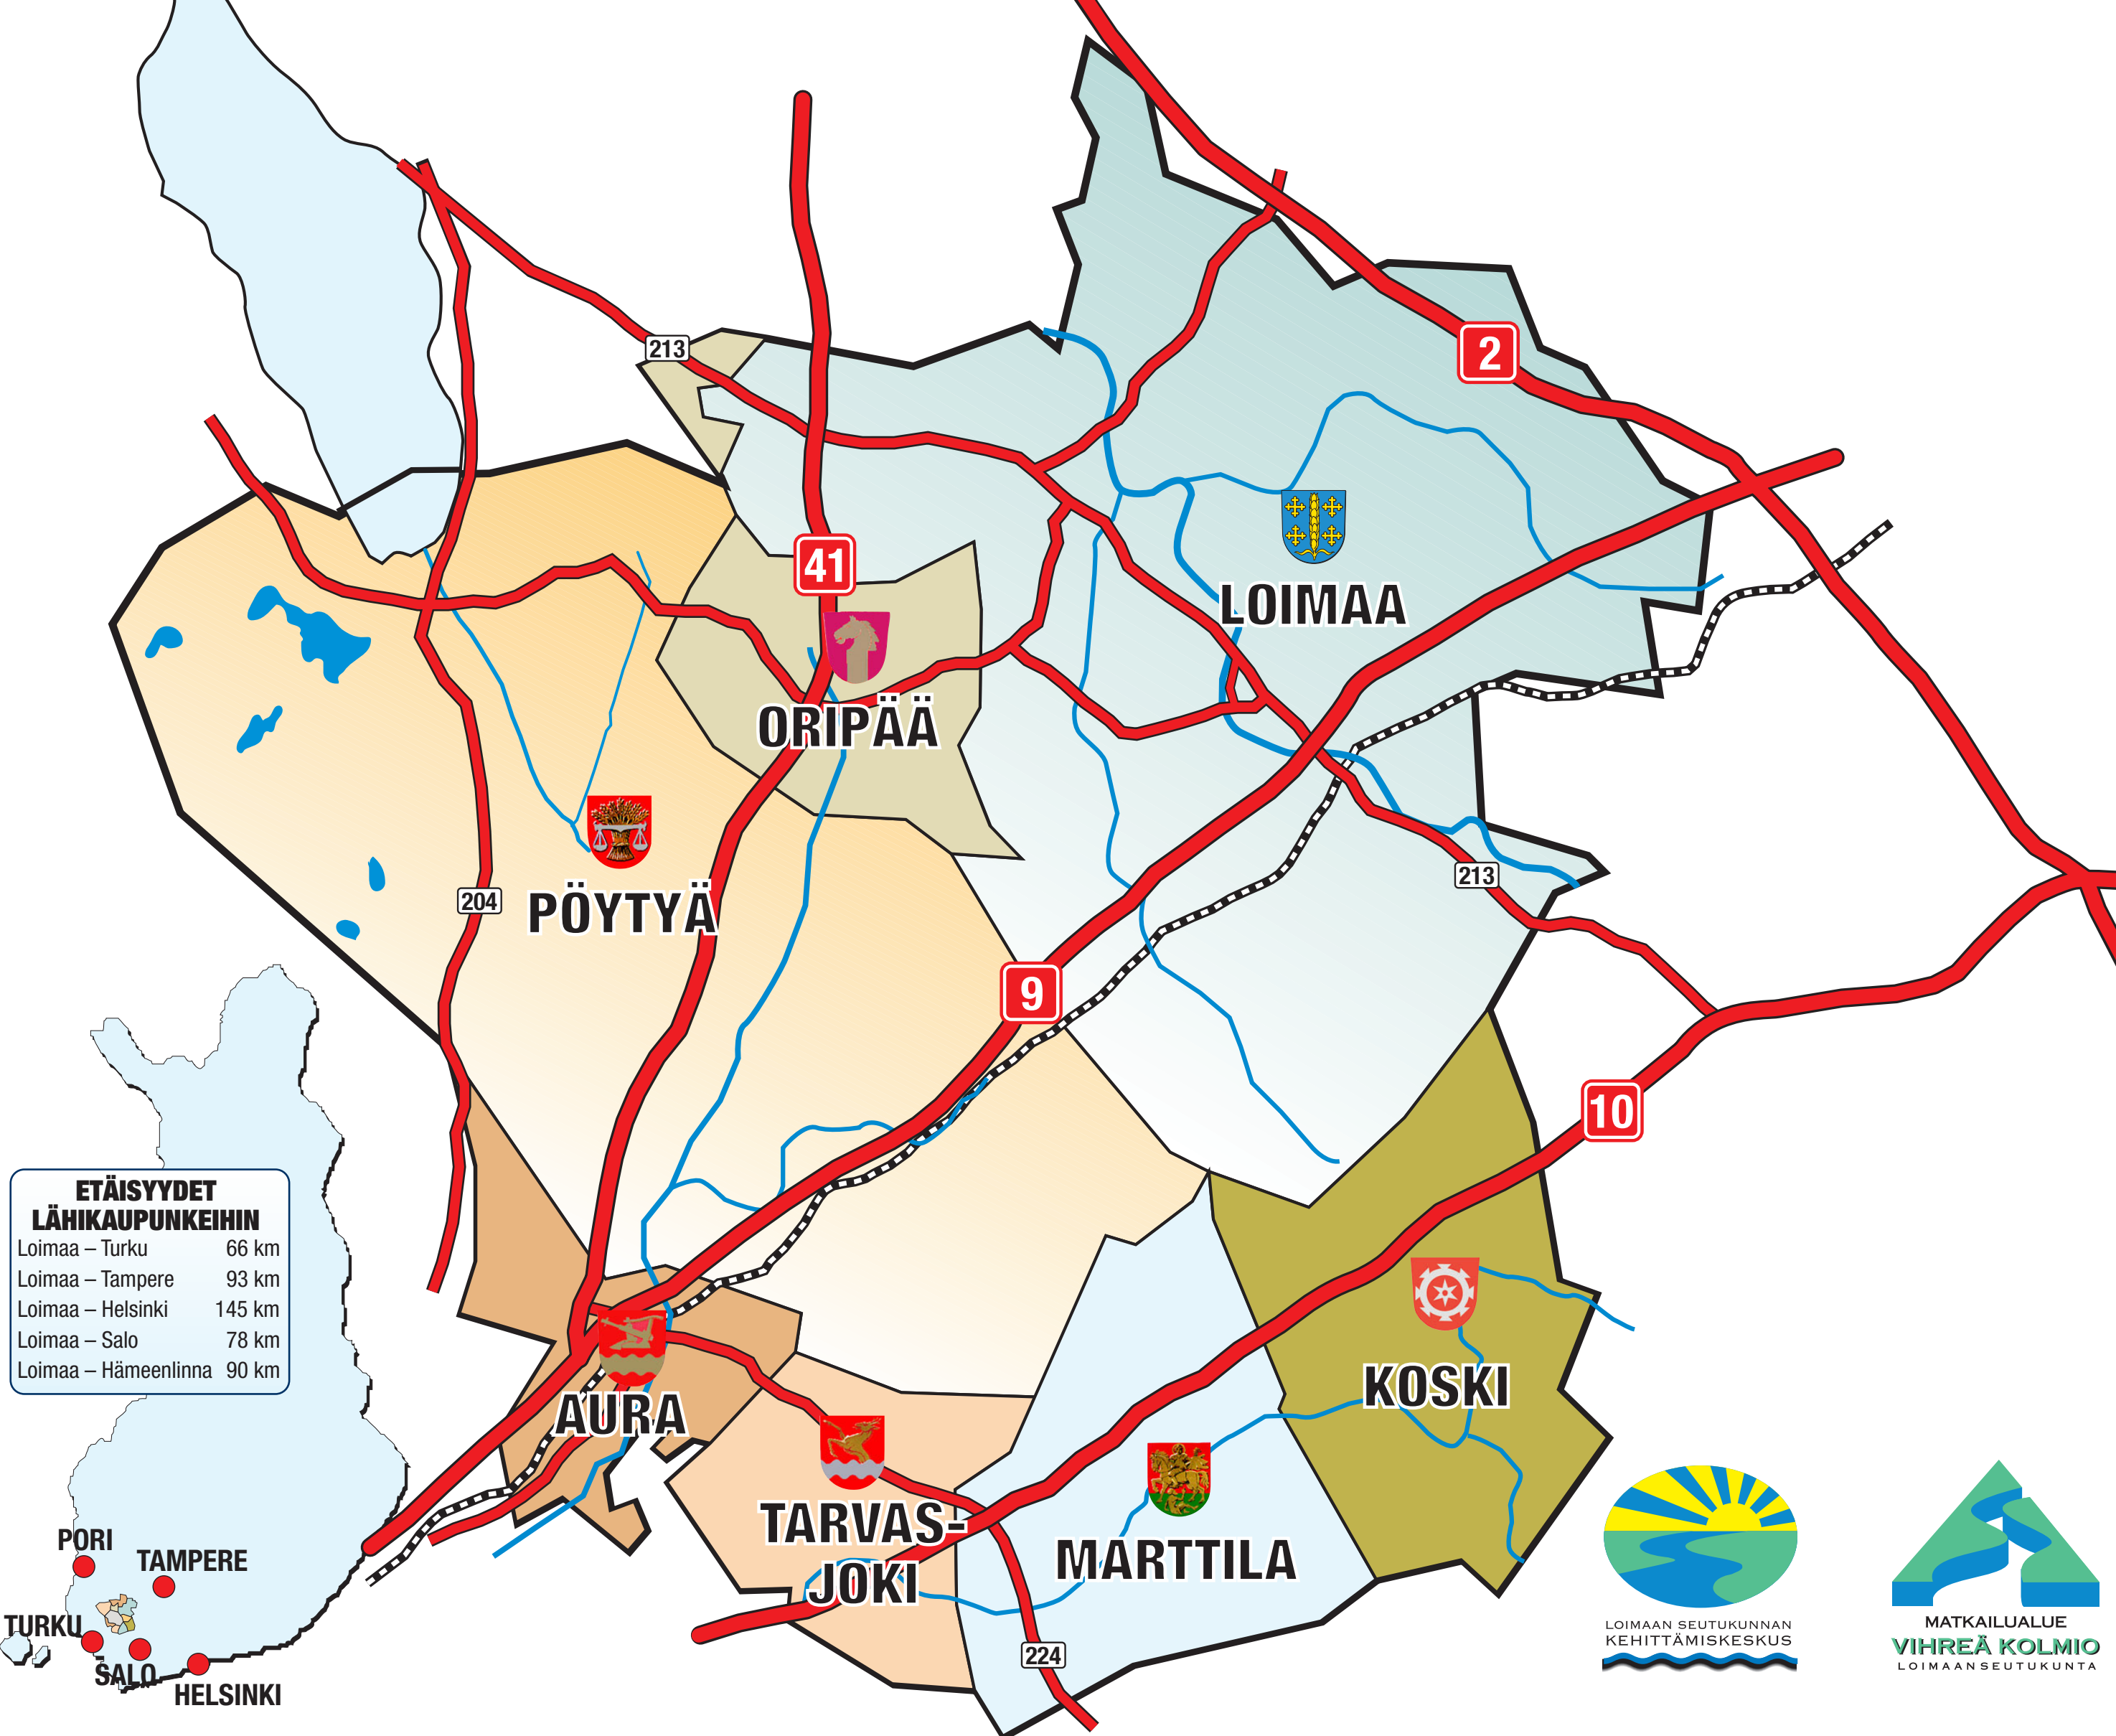 2
213
41
LOIMAA
ORIPÄÄ
213
204
PÖYTYÄ
9
10
ETÄISYYDET
LÄHIKAUPUNKEIHIN
Loimaa – Turku 66 km
Loimaa – Tampere 93 km
Loimaa – Helsinki 145 km
Loimaa – Salo 78 km
Loimaa – Hämeenlinna 90 km
KOSKI
AURA
TARVAS-
JOKI
MARTTILA
224
PORI
TAMPERE
TURKU
SALO
HELSINKI
LOIMAAN SEUTUKUNNAN
KEHITTÄMISKESKUS
MATKAILUALUE
VIHREÄ KOLMIO
LOIMAAN SEUTUKUNTA